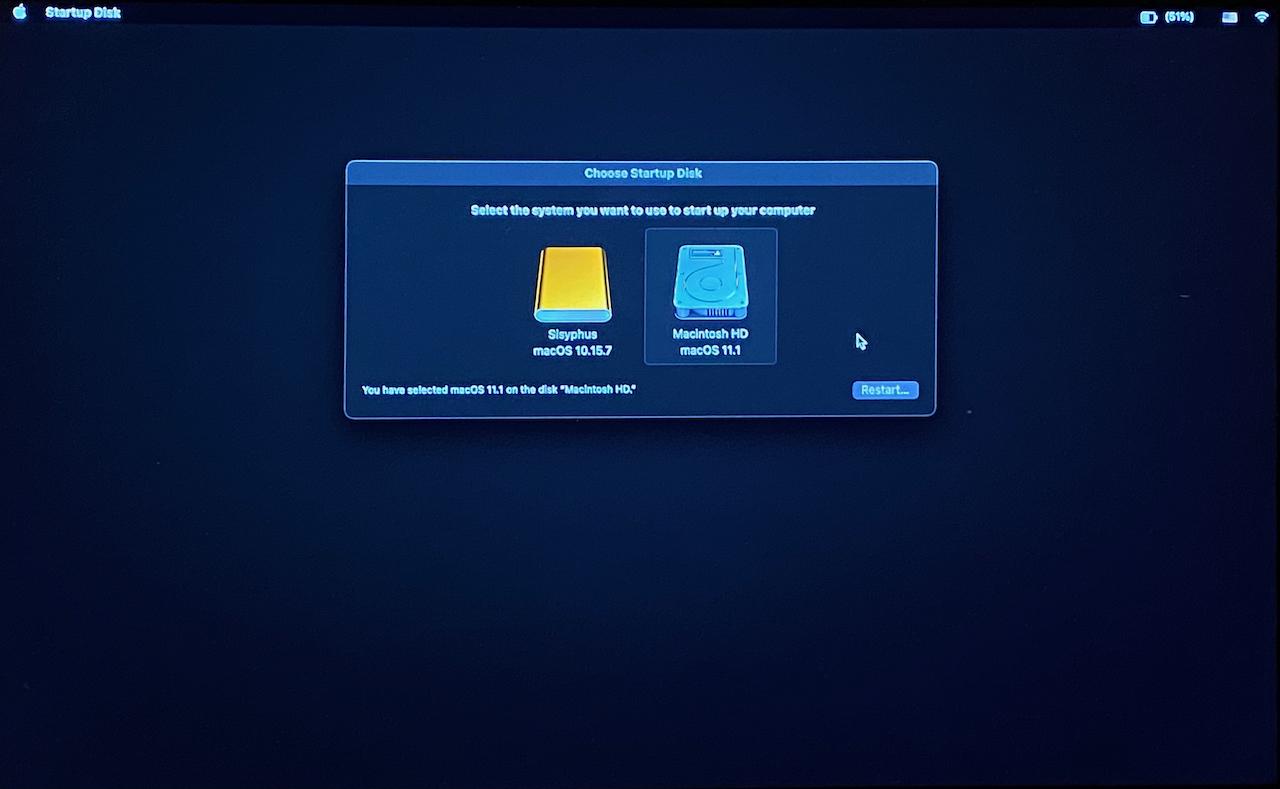 Startup Disk
(51%)
Choose Startup Disk
Select the system you want to use to start up your computer
Sisyphus
macOS 10.15.7
Macintosh HD
macOS 11.1
You have selected macOS 11.1 on the disk "Macintosh HD."
Restart...